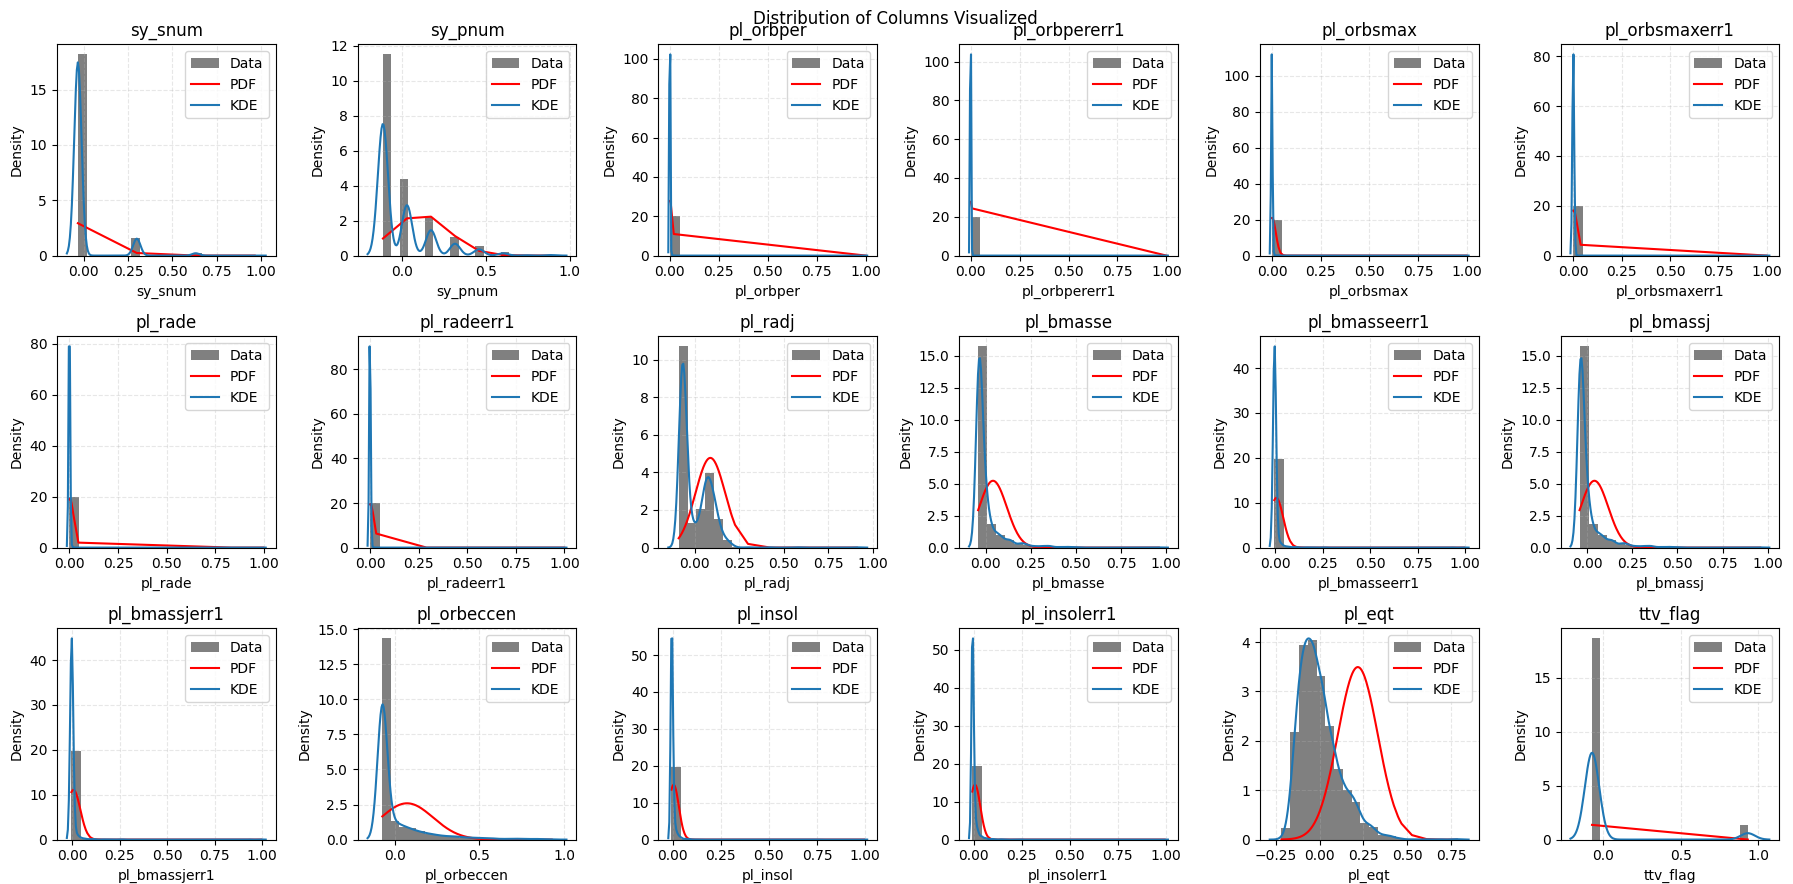 Distribution of Columns Visualized
sy_snum
Density
15
10
5
0
0.00 0.25 0.50 0.75 1.00
sy_snum
Data
PDF
KDE
sy_pnum
Density
12
10
8
6
4
2
0
0.0 0.5 1.0
sy_pnum
Data
PDF
KDE
pl_orbper
Density
100
80
60
40
20
0
0.00 0.25 0.50 0.75 1.00
pl_orbper
Data
PDF
KDE
pl_orbpererr1
Density
100
80
60
40
20
0
0.00 0.25 0.50 0.75 1.00
pl_orbpererr1
Data
PDF
KDE
pl_orbsmax
Density
100
80
60
40
20
0
0.00 0.25 0.50 0.75 1.00
pl_orbsmax
Data
PDF
KDE
pl_orbsmaxerr1
Density
80
60
40
20
0
0.00 0.25 0.50 0.75 1.00
pl_orbsmaxerr1
Data
PDF
KDE
pl_rade
Density
80
60
40
20
0
0.00 0.25 0.50 0.75 1.00
pl_rade
Data
PDF
KDE
pl_radeerr1
Density
80
60
40
20
0
0.00 0.25 0.50 0.75 1.00
pl_radeerr1
Data
PDF
KDE
pl_radj
Density
10
8
6
4
2
0
0.00 0.25 0.50 0.75 1.00
pl_radj
Data
PDF
KDE
pl_bmasse
Density
15.0
12.5
10.0
7.5
5.0
2.5
0.0
0.00 0.25 0.50 0.75 1.00
pl_bmasse
Data
PDF
KDE
pl_bmasseerr1
Density
40
30
20
10
0
0.00 0.25 0.50 0.75 1.00
pl_bmasseerr1
Data
PDF
KDE
pl_bmassj
Density
15.0
12.5
10.0
7.5
5.0
2.5
0.0
0.00 0.25 0.50 0.75 1.00
pl_bmassj
Data
PDF
KDE
pl_bmassjerr1
Density
40
30
20
10
0
0.00 0.25 0.50 0.75 1.00
pl_bmassjerr1
Data
PDF
KDE
pl_orbeccen
Density
15.0
12.5
10.0
7.5
5.0
2.5
0.0
0.0 0.5 1.0
pl_orbeccen
Data
PDF
KDE
pl_insol
Density
50
40
30
20
10
0
0.00 0.25 0.50 0.75 1.00
pl_insol
Data
PDF
KDE
pl_insolerr1
Density
50
40
30
20
10
0
0.00 0.25 0.50 0.75 1.00
pl_insolerr1
Data
PDF
KDE
pl_eqt
Density
4
3
2
1
0
−0.25 0.00 0.25 0.50 0.75
pl_eqt
Data
PDF
KDE
ttv_flag
Density
15
10
5
0
0.0 0.5 1.0
ttv_flag
Data
PDF
KDE